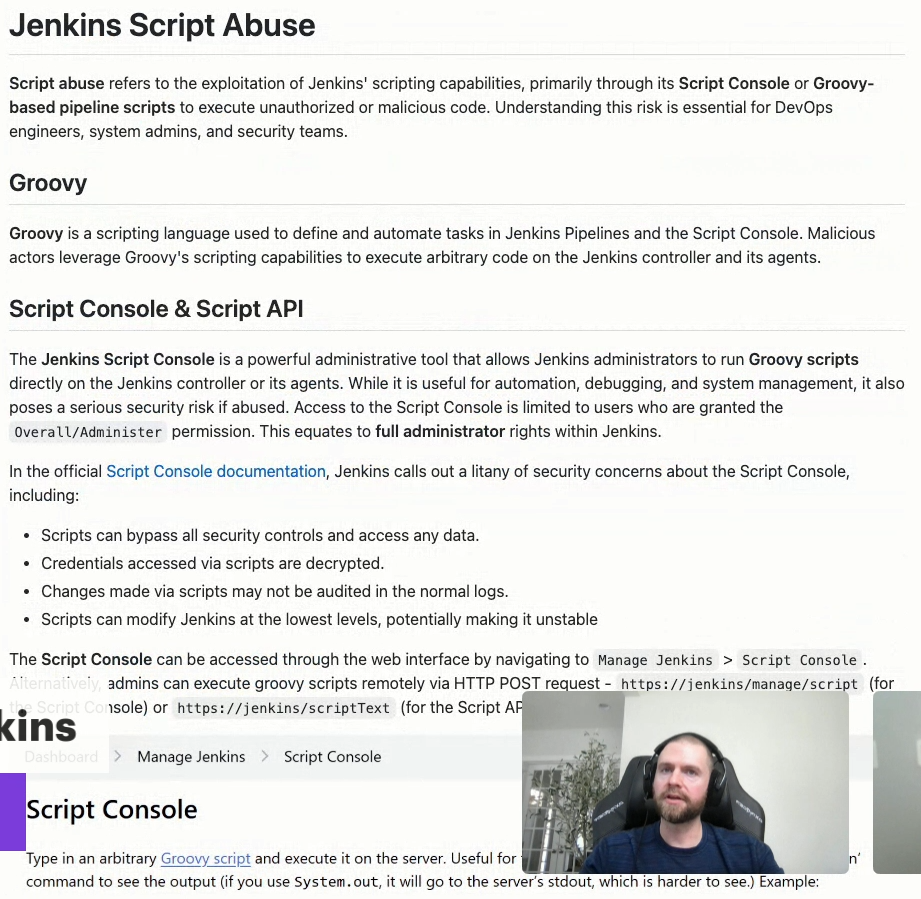 Jenkins Script Abuse
Script abuse refers to the exploitation of Jenkins' scripting capabilities, primarily through its Script Console or Groovy-
based pipeline scripts to execute unauthorized or malicious code. Understanding this risk is essential for DevOps
engineers, system admins, and security teams.
Groovy
Groovy is a scripting language used to define and automate tasks in Jenkins Pipelines and the Script Console. Malicious
actors leverage Groovy's scripting capabilities to execute arbitrary code on the Jenkins controller and its agents.
Script Console & Script API
The Jenkins Script Console is a powerful administrative tool that allows Jenkins administrators to run Groovy scripts
directly on the Jenkins controller or its agents. While it is useful for automation, debugging, and system management, it also
poses a serious security risk if abused. Access to the Script Console is limited to users who are granted the
Overall/Administer permission. This equates to full administrator rights within Jenkins.
In the official Script Console documentation, Jenkins calls out a litany of security concerns about the Script Console,
including:
• Scripts can bypass all security controls and access any data.
• Credentials accessed via scripts are decrypted.
• Changes made via scripts may not be audited in the normal logs.
• Scripts can modify Jenkins at the lowest levels, potentially making it unstable
The Script Console can be accessed through the web interface by navigating to Manage Jenkins > Script Console.
Alternatively, admins can execute groovy scripts remotely via HTTP POST request - https://jenkins/manage/script (for
the Script Console) or https://jenkins/scriptText (for the Script AP
kins
Dashboard > Manage Jenkins > Script Console
Script Console
Type in an arbitrary Groovy script and execute it on the server. Useful for
command to see the output (if you use System.out, it will go to the server's stdout, which is harder to see.) Example: